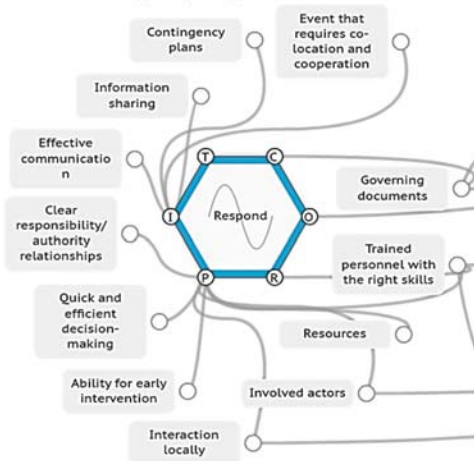 Contingency
plans
Event that
requires co-
location and
cooperation
Information
sharing
Effective
communicatio
n
T
C
I
Respond
O
P
R
Governing
documents
Clear
responsibility/
authority
relationships
Trained
personnel with
the right skills
Quick and
efficient
decision-
making
Resources
Ability for early
intervention
Involved actors
Interaction
locally